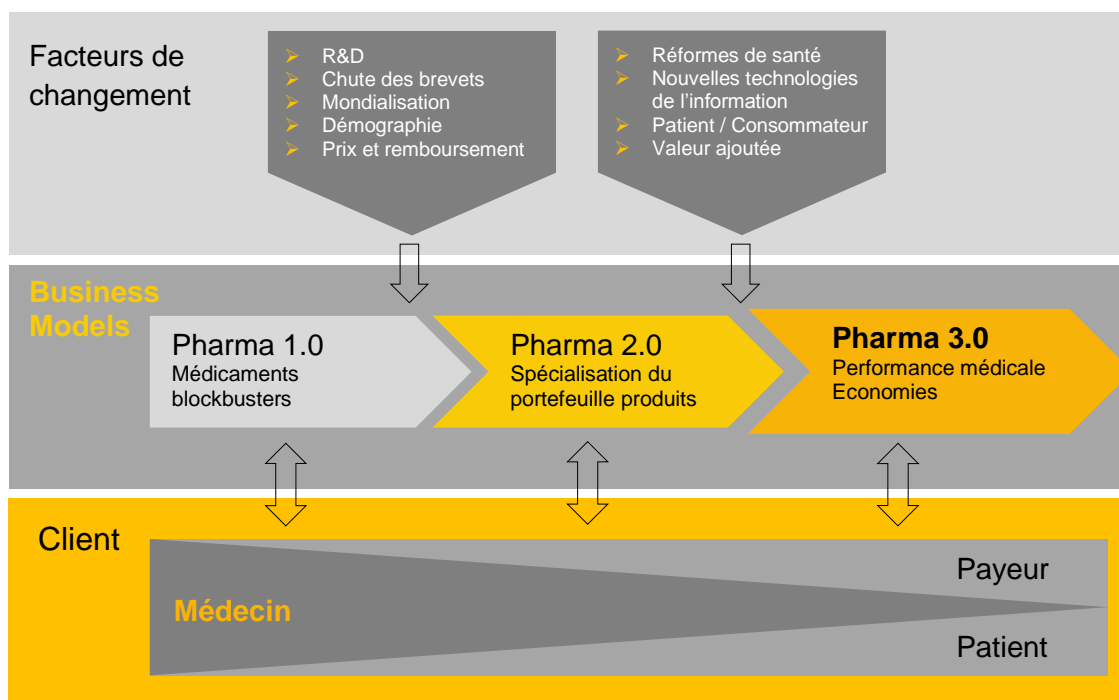 Facteurs de
changement
R&D
Chute des brevets
Mondialisation
Démographie
Prix et remboursement
Réformes de santé
Nouvelles technologies
de l'information
Patient / Consommateur
Valeur ajoutée
Business
Models
Pharma 1.0
Médicaments
blockbusters
Pharma 2.0
Spécialisation du
portefeuille produits
Pharma 3.0
Performance médicale
Economies
Client
Médecin
Payeur
Patient